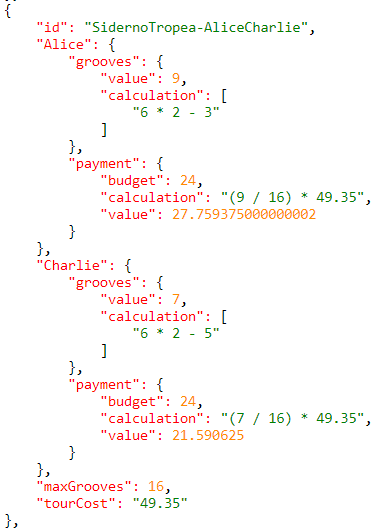 {
"id": "SidernoTropea-AliceCharlie",
"Alice": {
"grooves": {
"value": 9,
"calculation": [
"6 * 2 - 3"
]
},
"payment": {
"budget": 24,
"calculation": "(9 / 16) * 49.35",
"value": 27.759375000000002
}
},
"Charlie": {
"grooves": {
"value": 7,
"calculation": [
"6 * 2 - 5"
]
},
"payment": {
"budget": 24,
"calculation": "(7 / 16) * 49.35",
"value": 21.590625
}
},
"maxGrooves": 16,
"tourCost": "49.35"
},